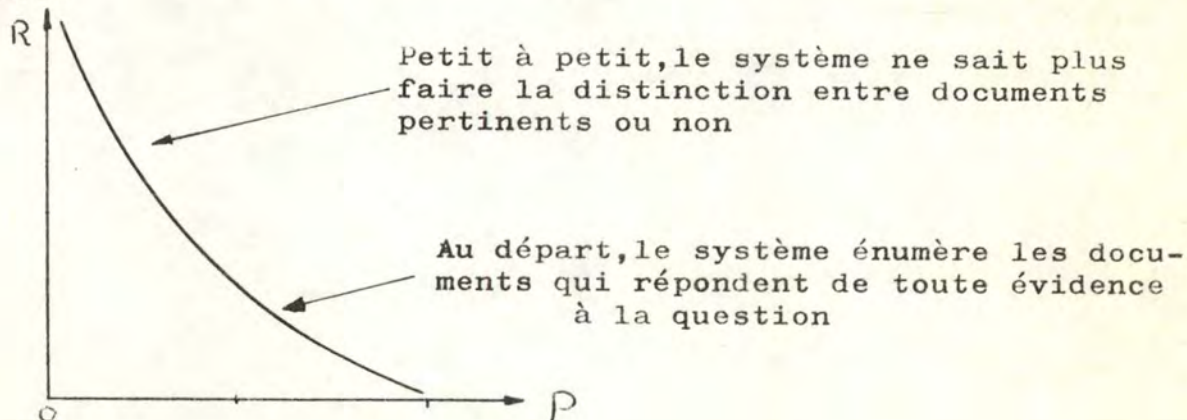 R
Petit à petit,le système ne sait plus
faire la distinction entre documents
pertinents ou non
Au départ,le système énumère les docu-
ments qui répondent de toute évidence
à la question
O
P